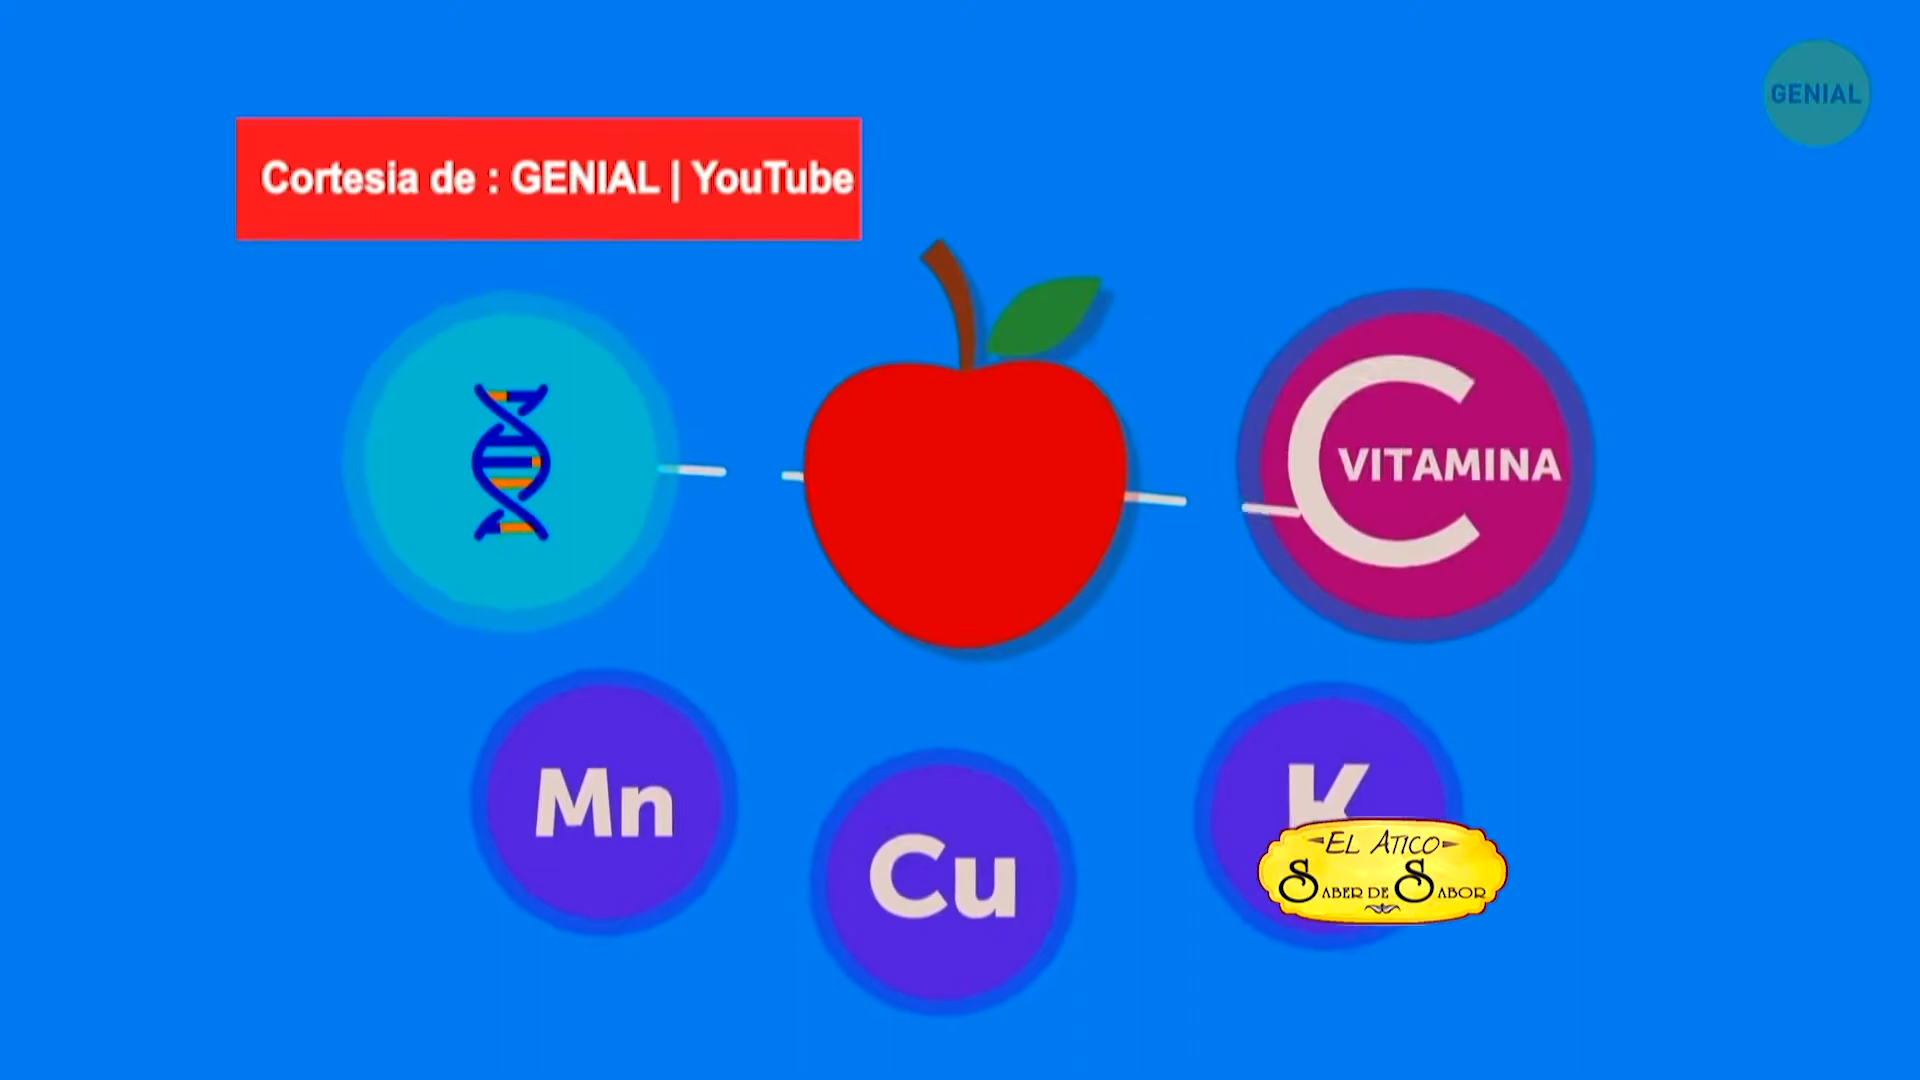 GENIAL
Cortesia de : GENIAL | YouTube
C
VITAMINA
Mn
Cu
K
EL ATICO
SABER DE SABOR